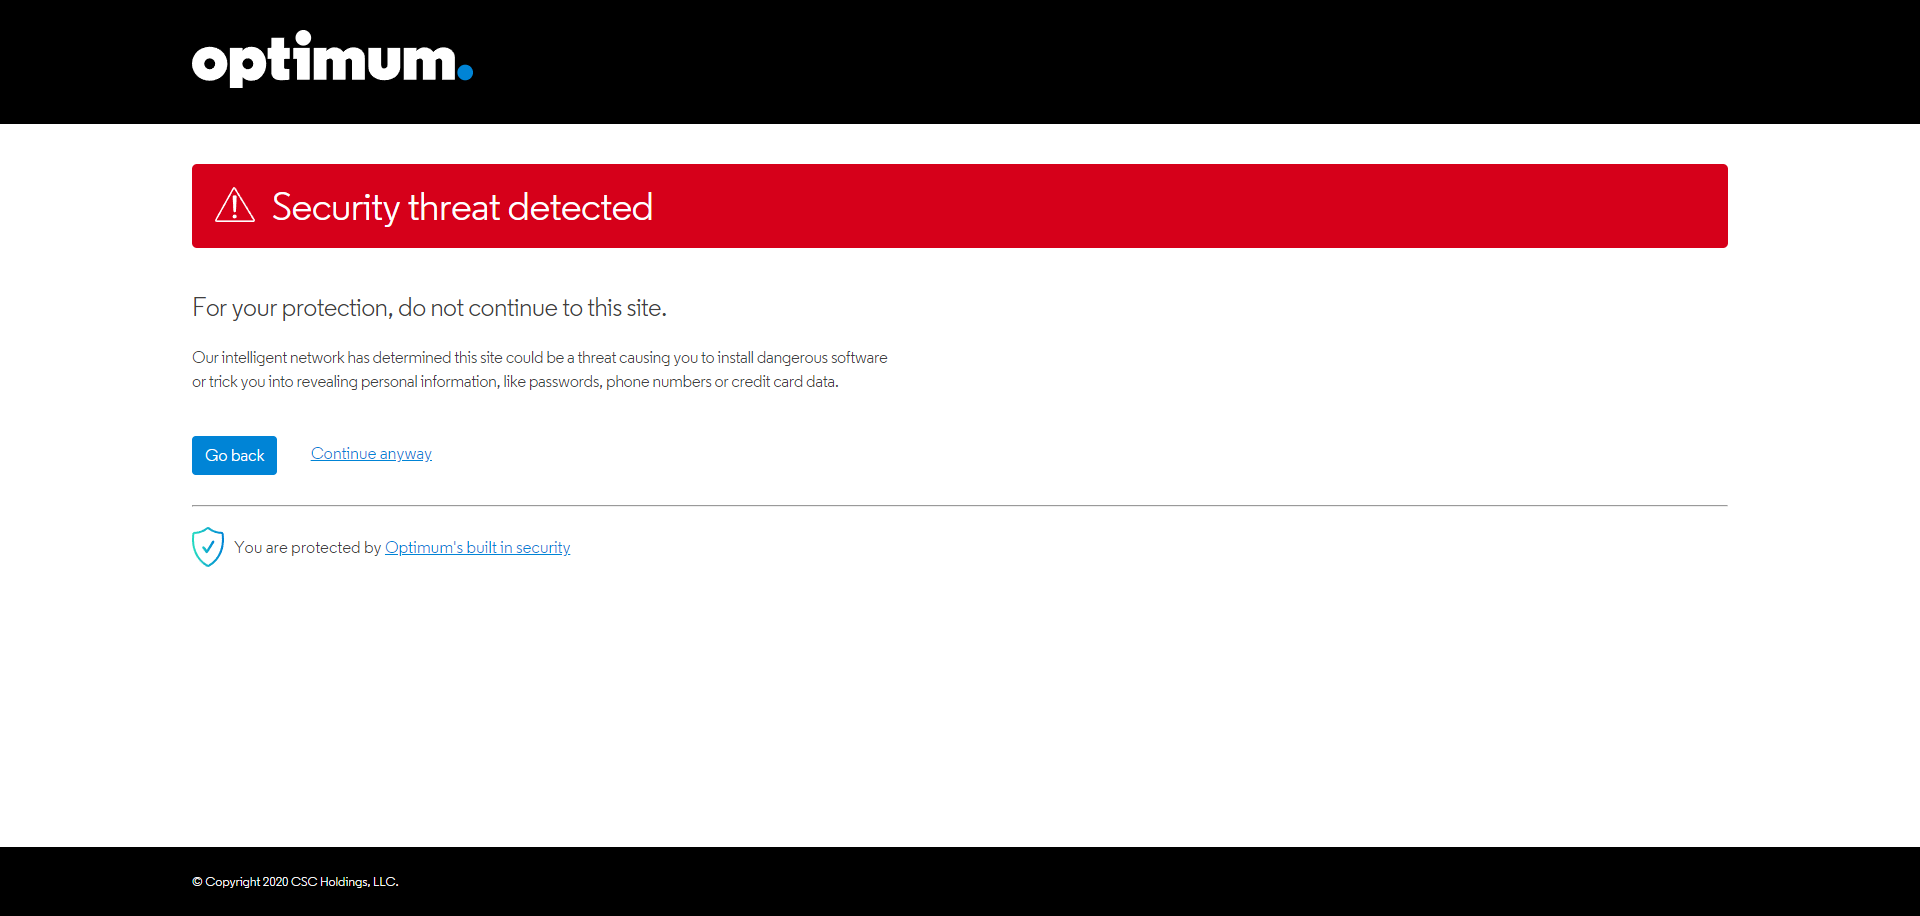 optimum.
Security threat detected
For your protection, do not continue to this site.
Our intelligent network has determined this site could be a threat causing you to install dangerous software
or trick you into revealing personal information, like passwords, phone numbers or credit card data.
Go back Continue anyway
You are protected by Optimum's built in security
© Copyright 2020 CSC Holdings, LLC.